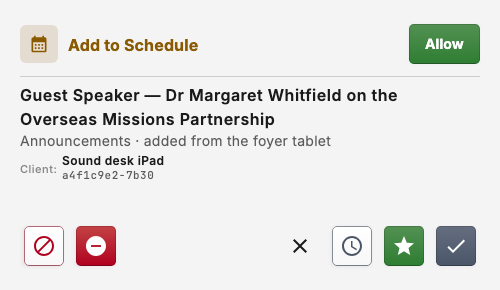 Add to Schedule
Allow
Guest Speaker — Dr Margaret Whitfield on the
Overseas Missions Partnership
Announcements · added from the foyer tablet
Client: Sound desk iPad
a4f1c9e2-7b30